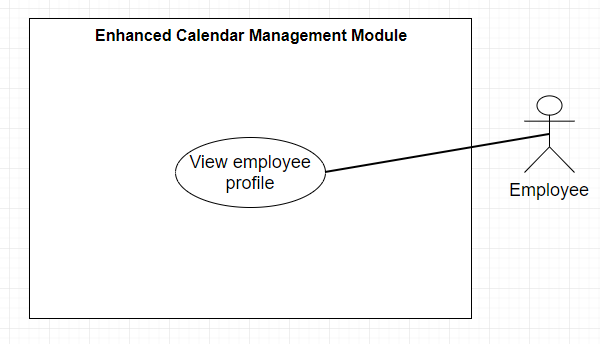 Enhanced Calendar Management Module
View employee
profile
Employee